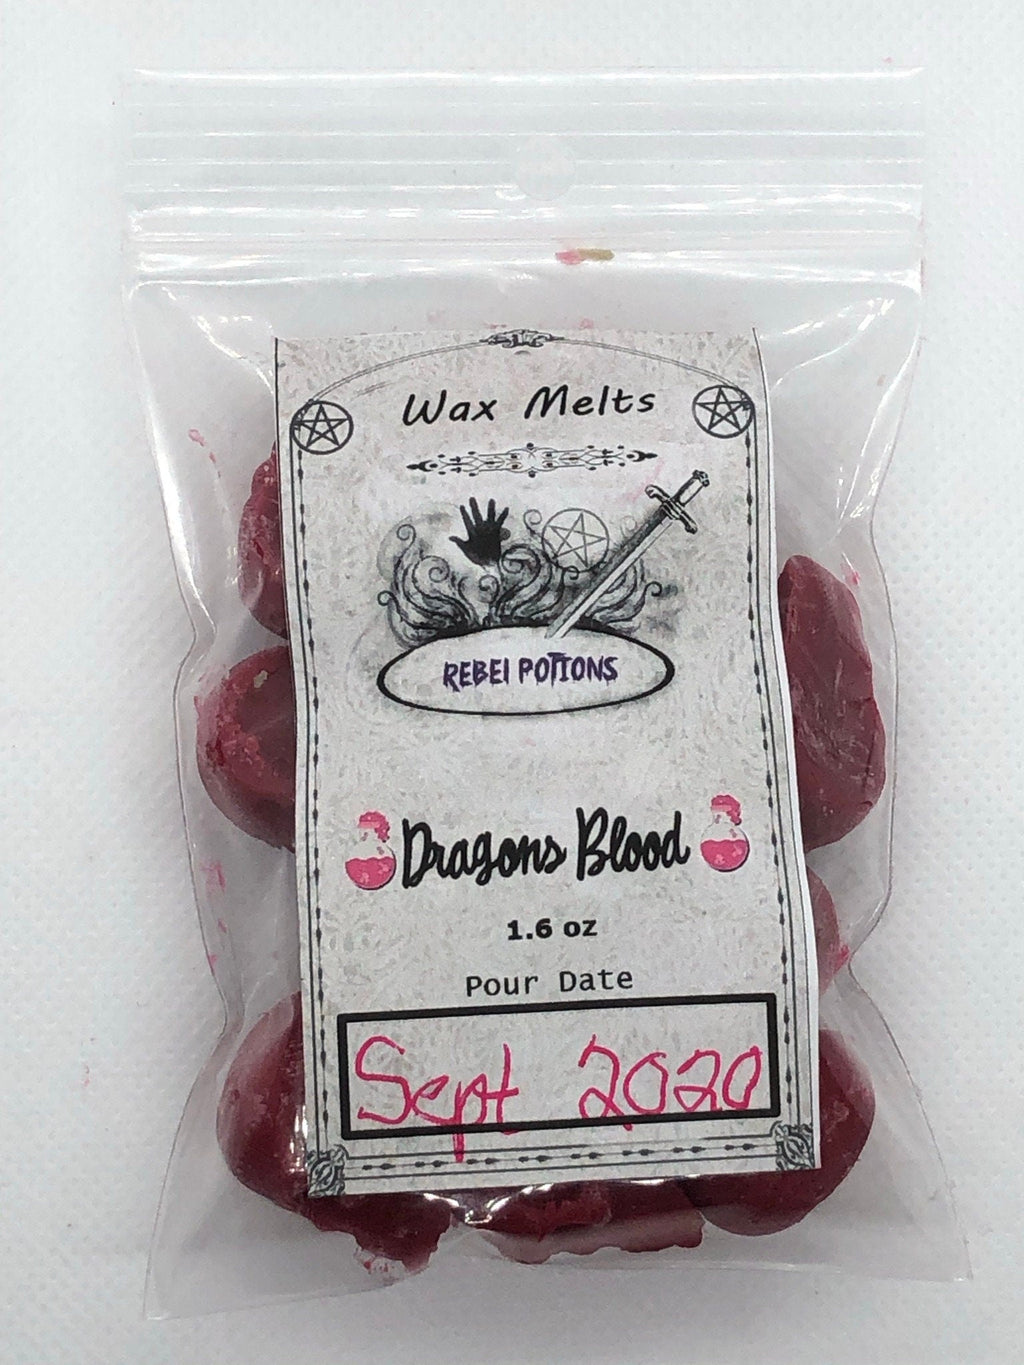 Wax Melts
REBEl POTIONS
Dragons Blood
1.6 oz
Pour Date
Sept 2020